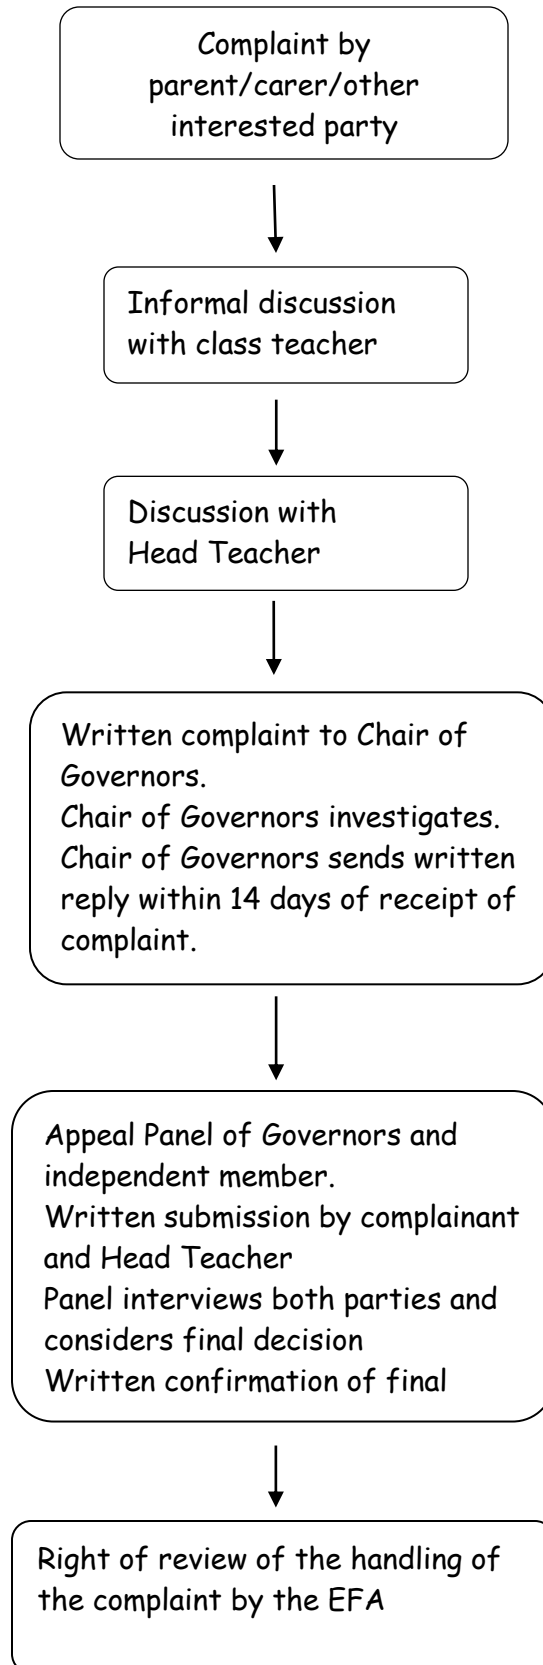 Complaint by
parent/carer/other
interested party
Informal discussion
with class teacher
Discussion with
Head Teacher
Written complaint to Chair of
Governors.
Chair of Governors investigates.
Chair of Governors sends written
reply within 14 days of receipt of
complaint.
Appeal Panel of Governors and
independent member.
Written submission by complainant
and Head Teacher
Panel interviews both parties and
considers final decision
Written confirmation of final
Right of review of the handling of
the complaint by the EFA